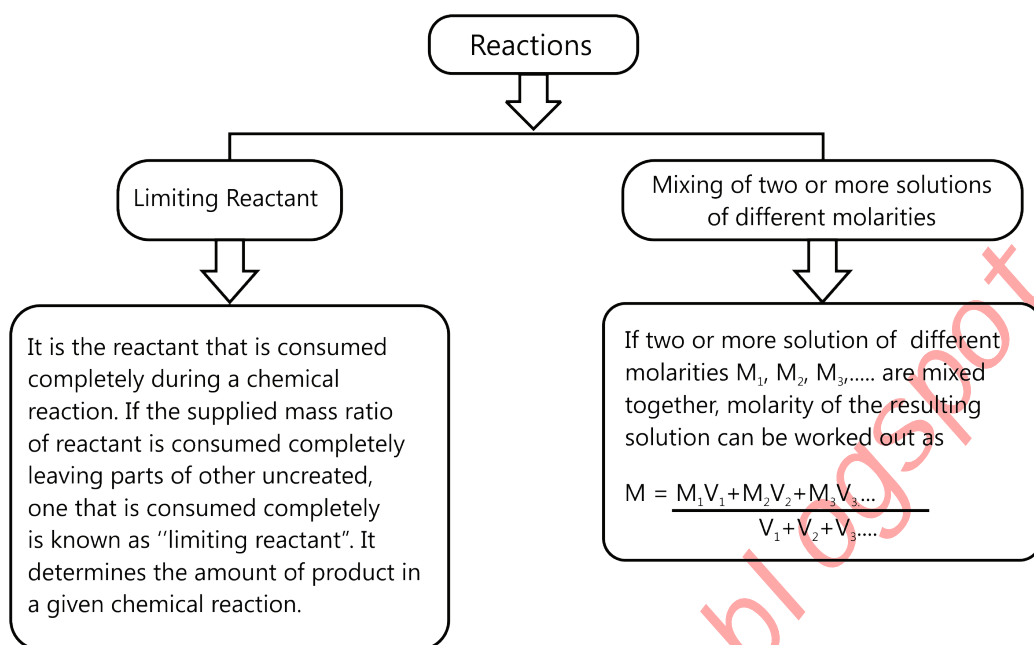 Reactions
Limiting Reactant
Mixing of two or more solutions
of different molarities
It is the reactant that is consumed
completely during a chemical
reaction. If the supplied mass ratio
of reactant is consumed completely
leaving parts of other uncreated,
one that is consumed completely
is known as ‘‘limiting reactant”. It
determines the amount of product in
a given chemical reaction.
If two or more solution of different
molarities M₁, M₂, M₃,..... are mixed
together, molarity of the resulting
solution can be worked out as
M = M₁V₁+M₂V₂+M₃V₃...
V₁+V₂+V₃....
blogspot